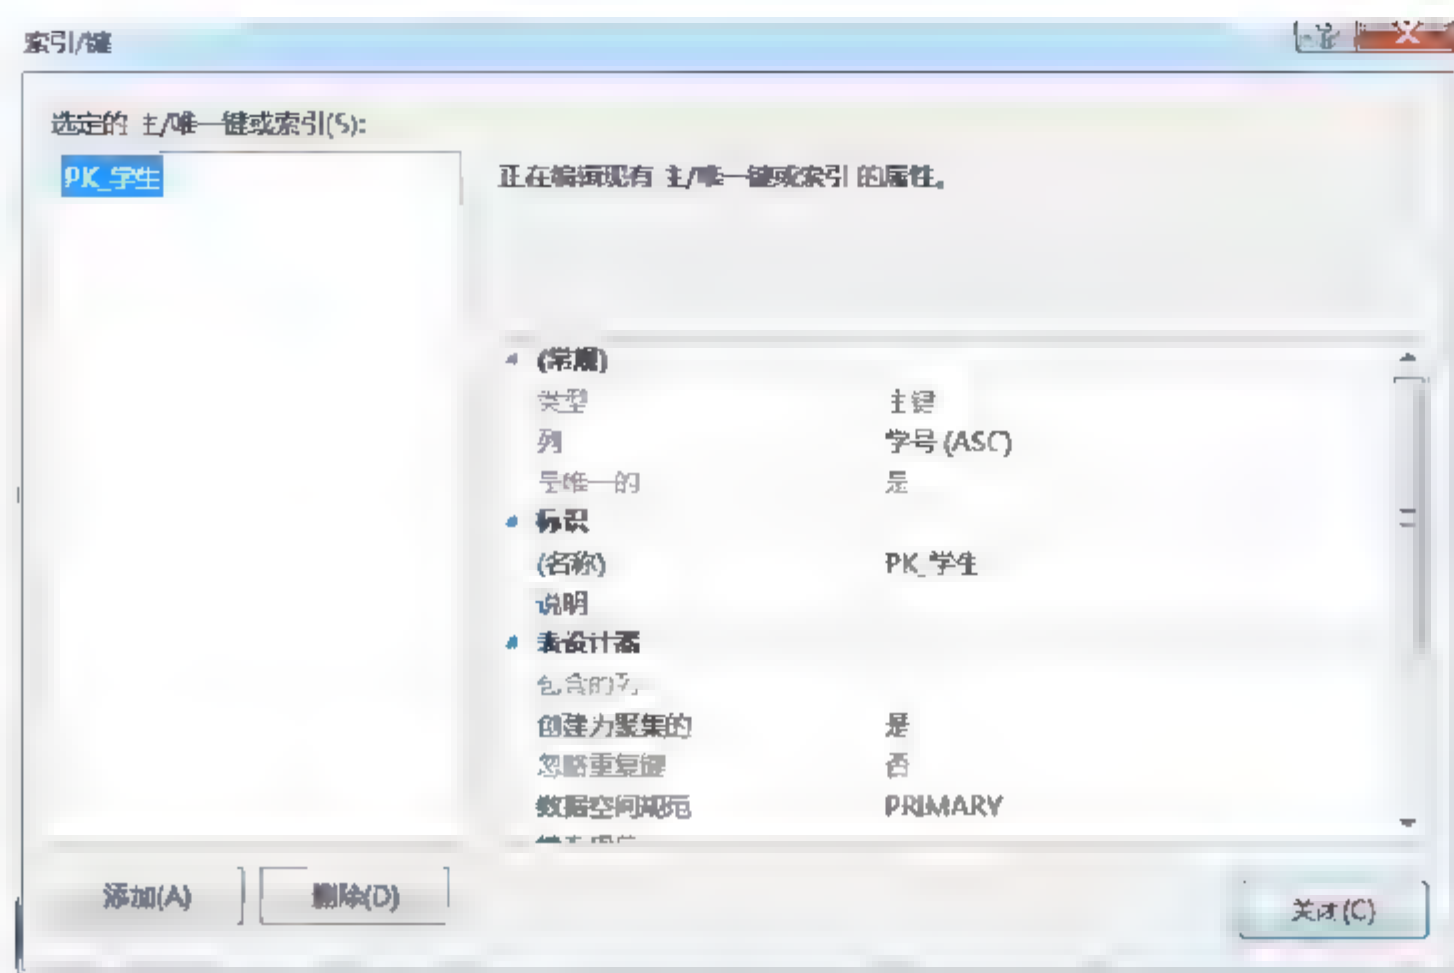 索引/键
选定的 主/唯一键或索引(S):
PK_学生
正在编辑现有 主/唯一键或索引 的属性。
(常规)
类型 主键
列 学号 (ASC)
是唯一的 是
标识
(名称) PK_学生
说明
表设计器
包含的列
创建为聚集的 是
忽略重复键 否
数据空间规范 PRIMARY
添加(A) 删除(D)
关闭(C)